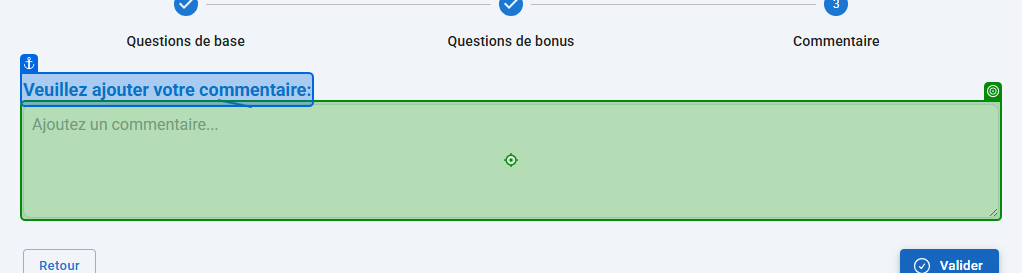 3
Questions de base
Questions de bonus
Commentaire
Veuillez ajouter votre commentaire:
Ajoutez un commentaire...
Retour
Valider